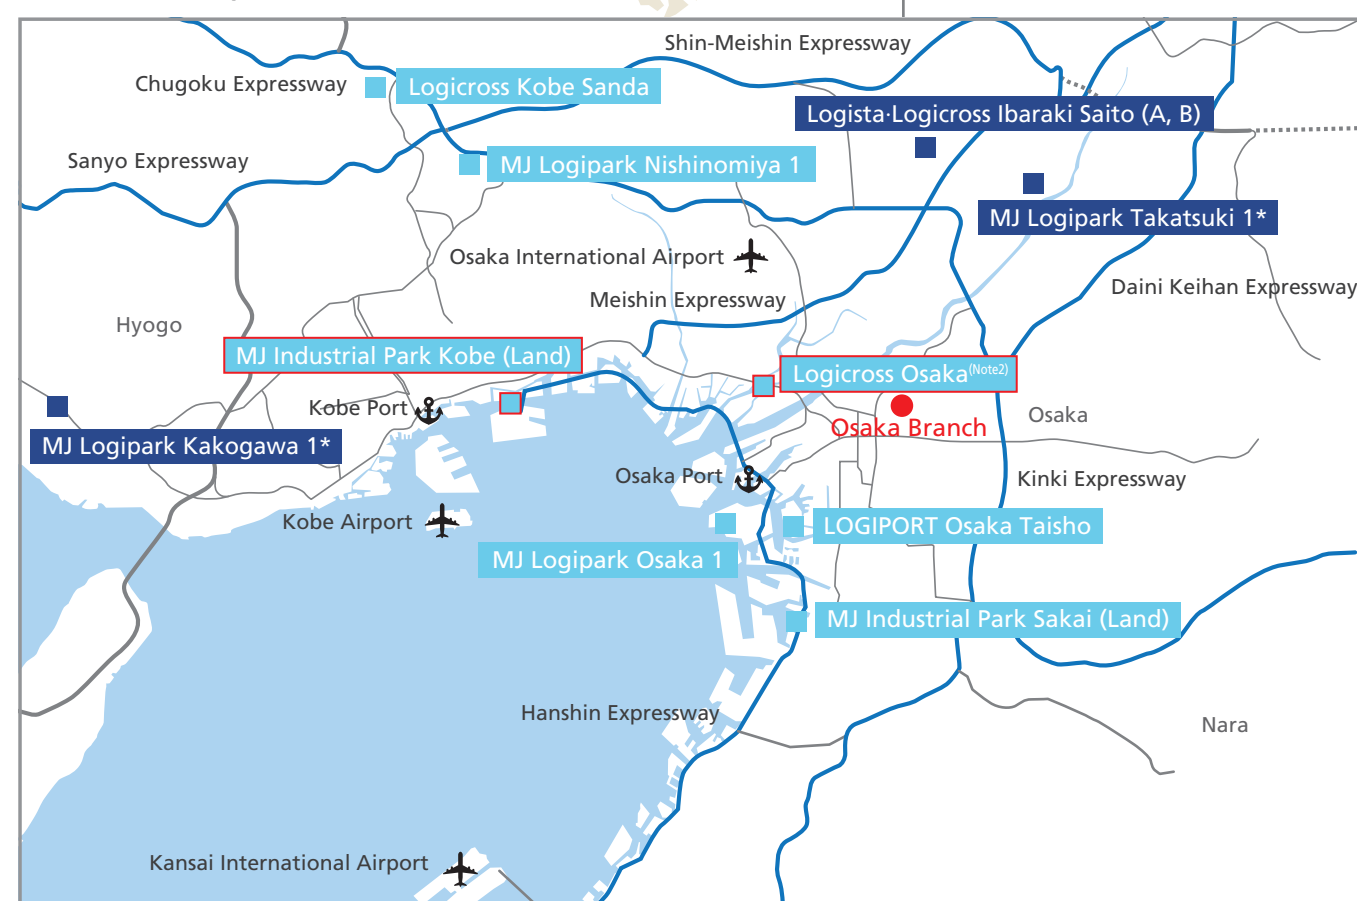 Shin-Meishin Expressway
Chugoku Expressway
Logicross Kobe Sanda
Logista·Logicross Ibaraki Saito (A, B)
Sanyo Expressway
MJ Logipark Nishinomiya 1
MJ Logipark Takatsuki 1*
Osaka International Airport
Daini Keihan Expressway
Meishin Expressway
Hyogo
MJ Industrial Park Kobe (Land)
Logicross Osaka(Note2)
Kobe Port
Osaka
Osaka Branch
MJ Logipark Kakogawa 1*
Osaka Port
Kinki Expressway
Kobe Airport
LOGIPORT Osaka Taisho
MJ Logipark Osaka 1
MJ Industrial Park Sakai (Land)
Hanshin Expressway
Nara
Kansai International Airport